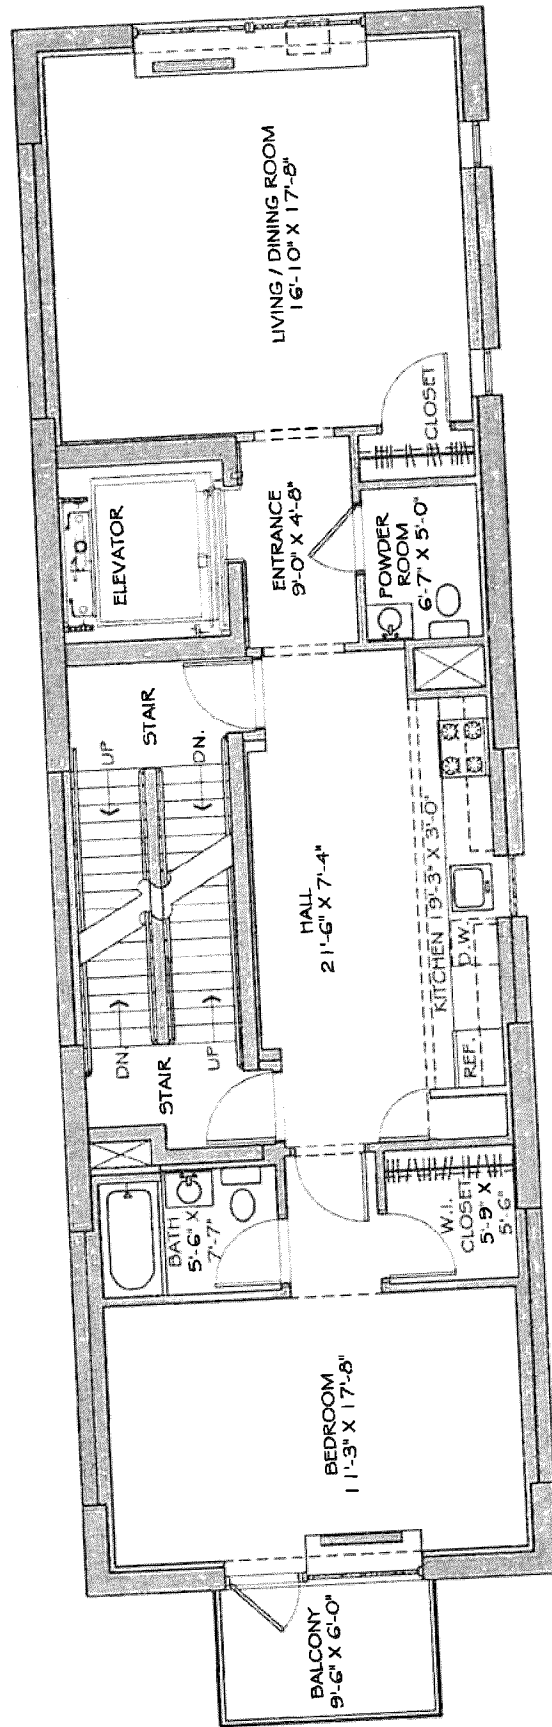 LIVING / DINING ROOM
16'-10" X 17'-8"
CLOSET
ELEVATOR
ENTRANCE
9'-0" X 4'-8"
POWDER
ROOM
6'-7" X 5'-0"
STAIR
UP
DN.
HALL
21'-6" X 7'-4"
KITCHEN 19'-3" X 3'-0"
D.W.
REF.
DN.
UP
STAIR
BATH
5'-6" X
7'-7"
W.I.
CLOSET
5'-9" X
5'-6"
BEDROOM
11'-3" X 17'-8"
BALCONY
9'-6" X 6'-0"